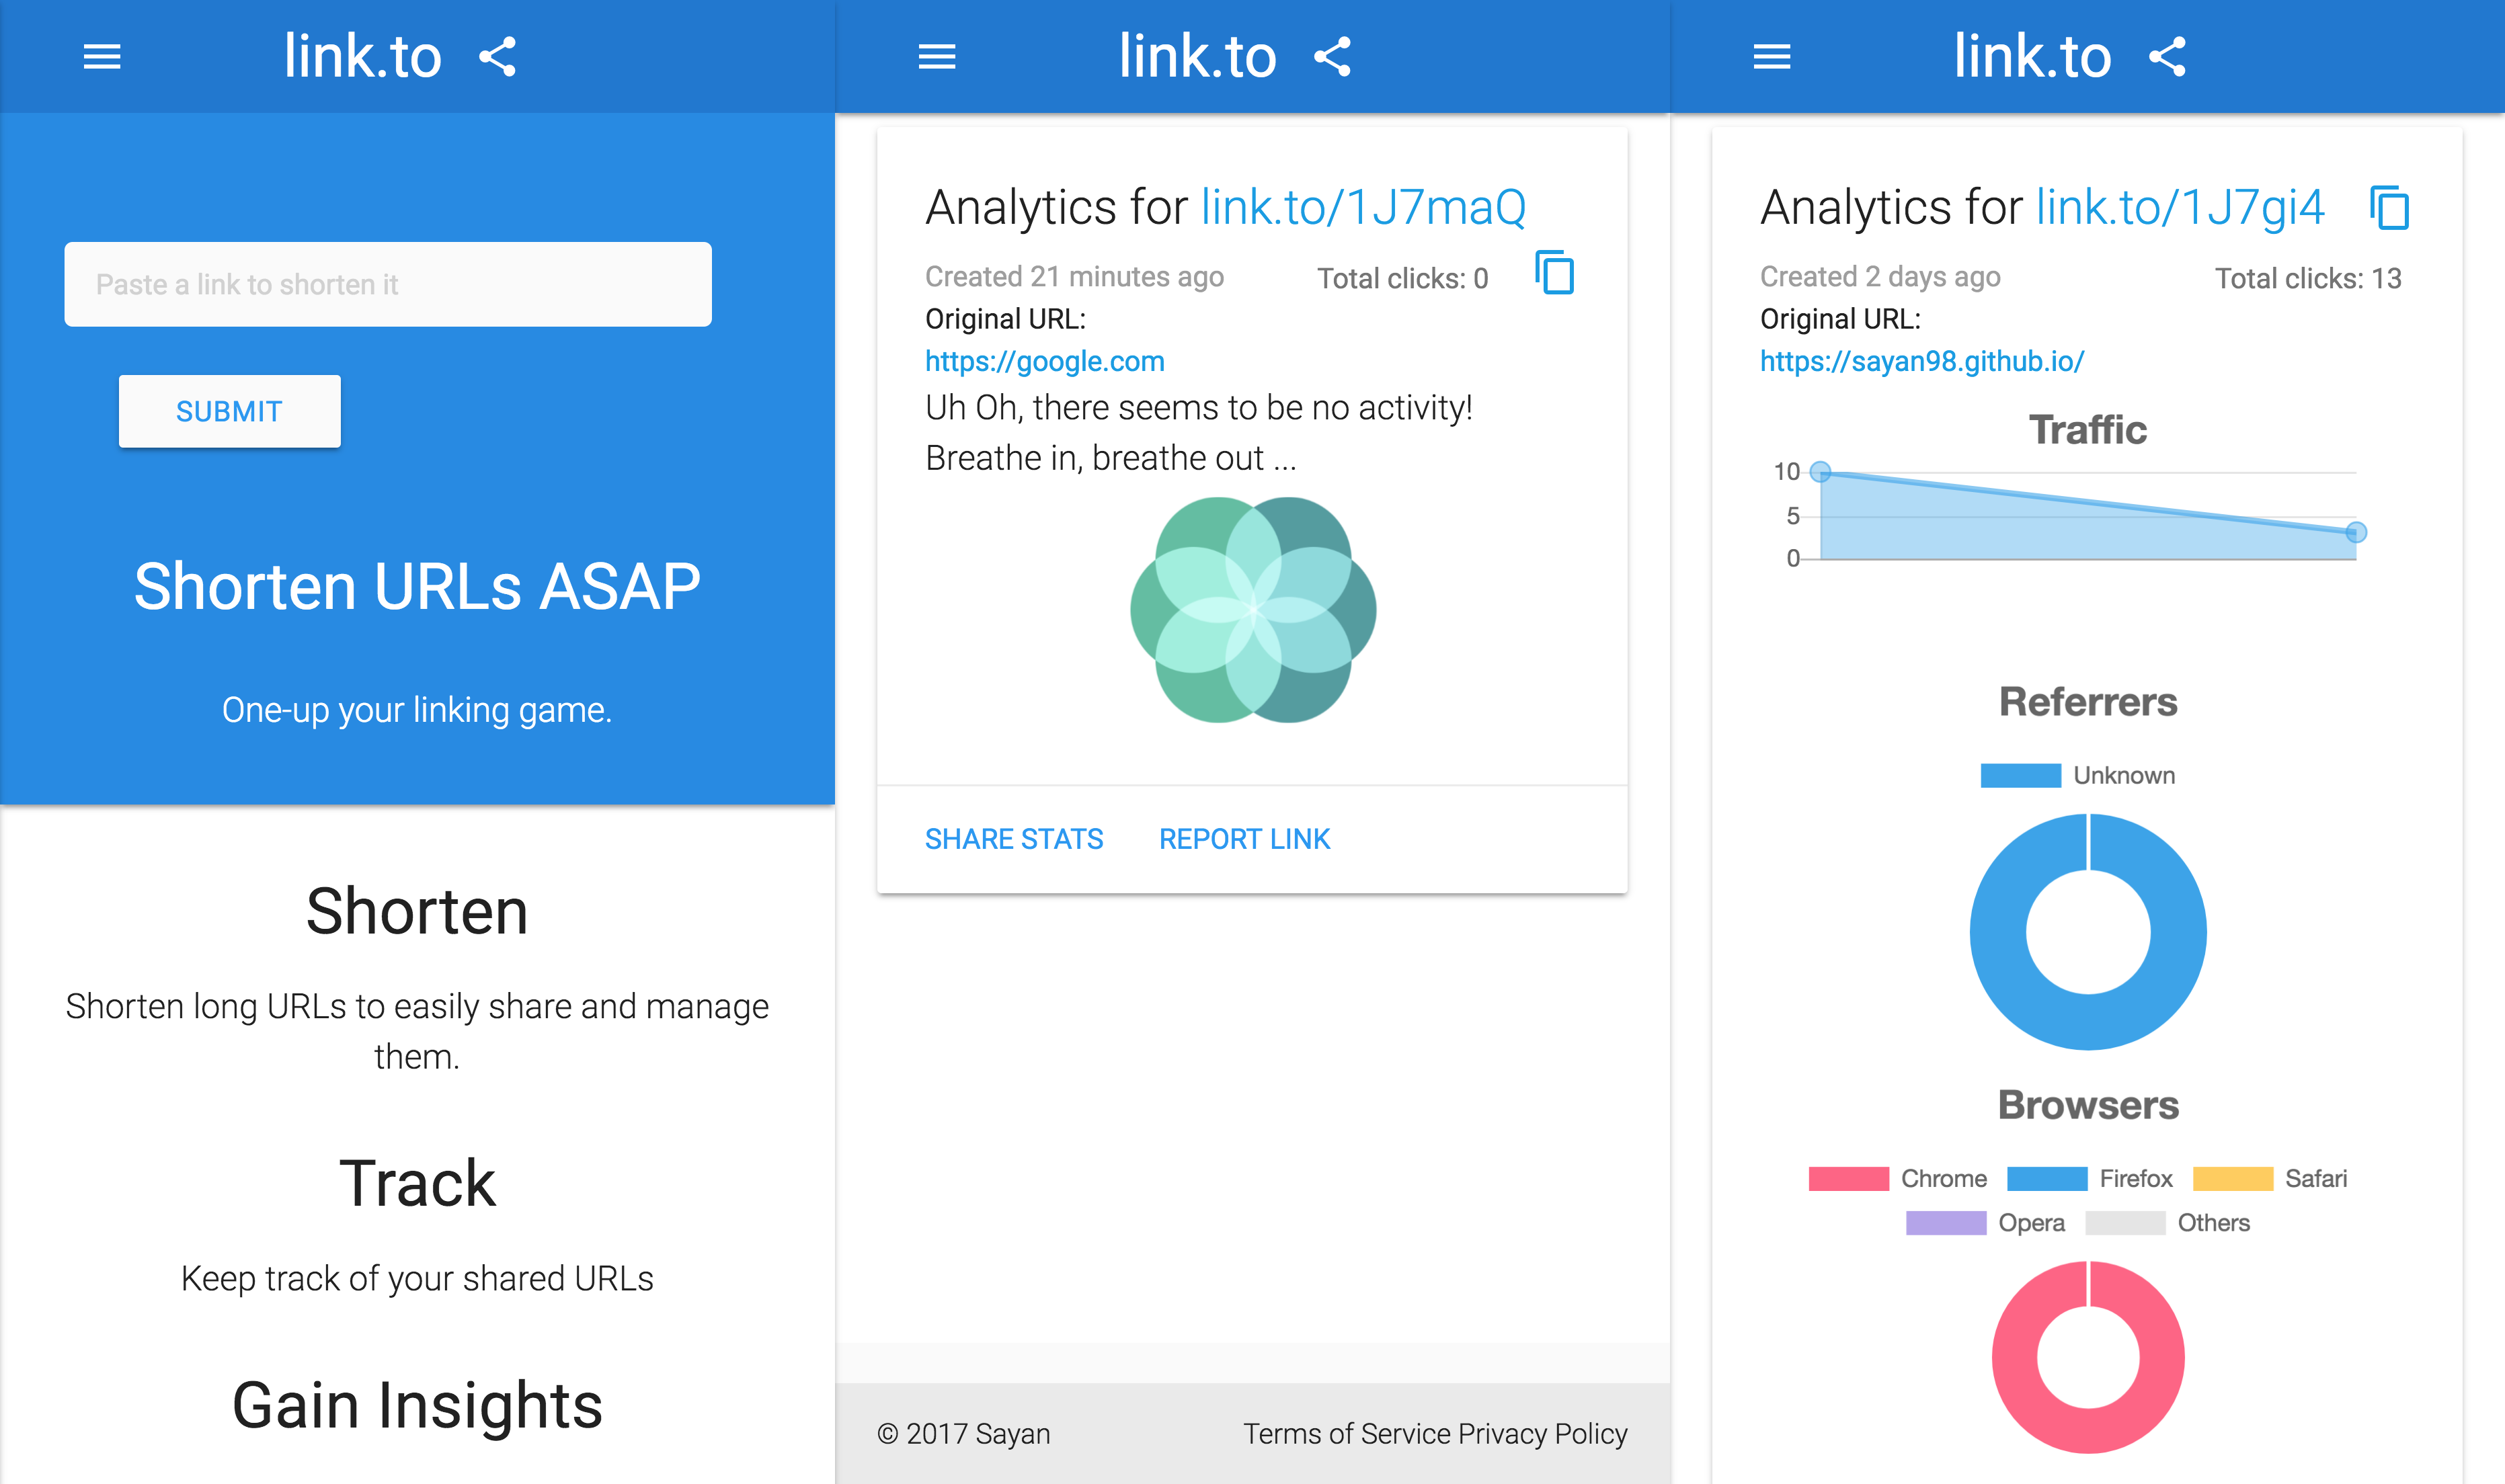 link.to
Paste a link to shorten it
SUBMIT
Shorten URLs ASAP
One-up your linking game.
Shorten
Shorten long URLs to easily share and manage
them.
Track
Keep track of your shared URLs
Gain Insights
link.to
Analytics for link.to/1J7maQ
Created 21 minutes ago Total clicks: 0
Original URL:
https://google.com
Uh Oh, there seems to be no activity!
Breathe in, breathe out ...
SHARE STATS REPORT LINK
© 2017 Sayan Terms of Service Privacy Policy
link.to
Analytics for link.to/1J7gi4
Created 2 days ago Total clicks: 13
Original URL:
https://sayan98.github.io/
Traffic
10
5
0
Referrers
Unknown
Browsers
Chrome Firefox Safari
Opera Others